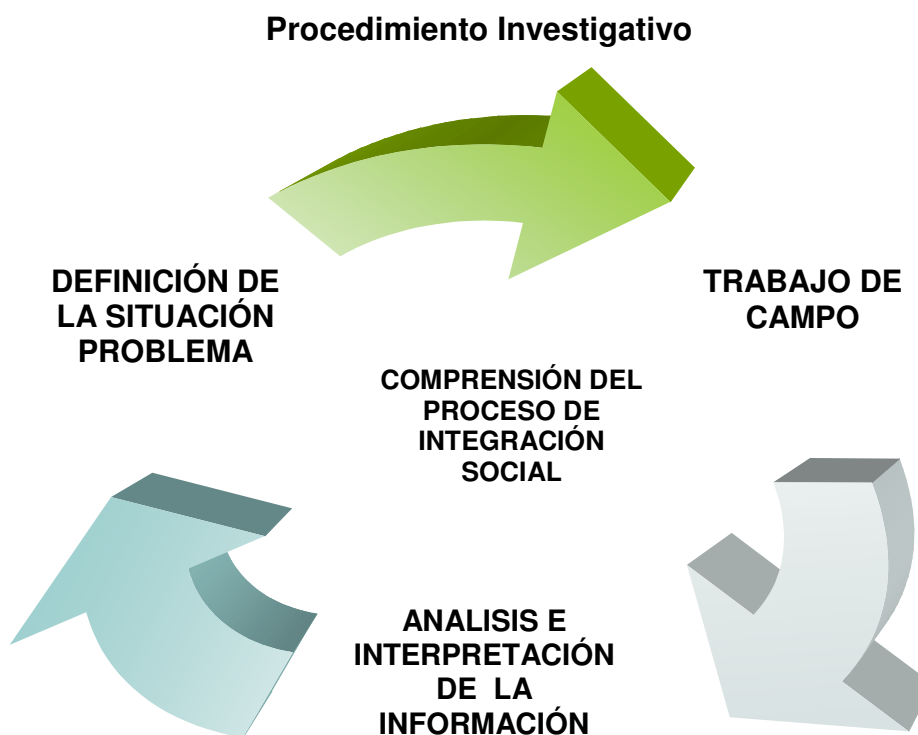 Procedimiento Investigativo
DEFINICIÓN DE
LA SITUACIÓN
PROBLEMA
TRABAJO DE
CAMPO
COMPRENSIÓN DEL
PROCESO DE
INTEGRACIÓN
SOCIAL
ANALISIS E
INTERPRETACIÓN
DE LA
INFORMACIÓN